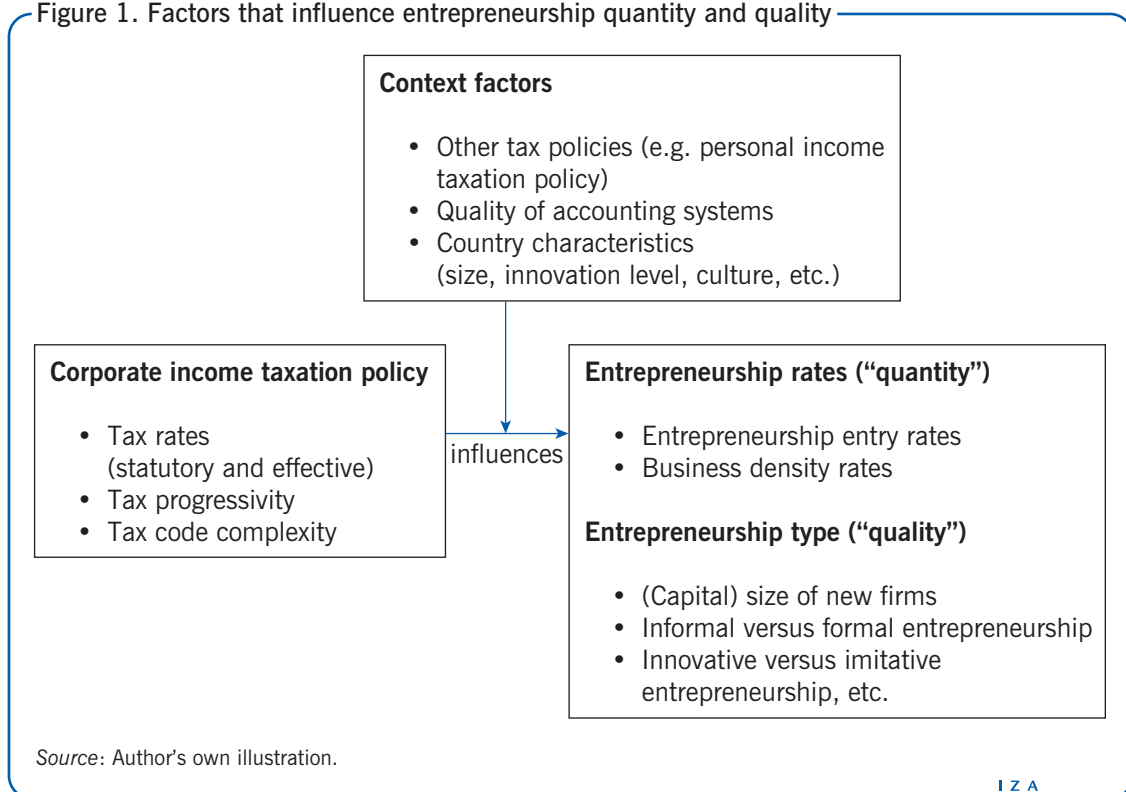 Figure 1. Factors that influence entrepreneurship quantity and quality
Context factors
• Other tax policies (e.g. personal income
taxation policy)
• Quality of accounting systems
• Country characteristics
(size, innovation level, culture, etc.)
Corporate income taxation policy
• Tax rates
(statutory and effective)
• Tax progressivity
• Tax code complexity
influences
Entrepreneurship rates (“quantity”)
• Entrepreneurship entry rates
• Business density rates
Entrepreneurship type (“quality”)
• (Capital) size of new firms
• Informal versus formal entrepreneurship
• Innovative versus imitative
entrepreneurship, etc.
Source: Author’s own illustration.
I Z A